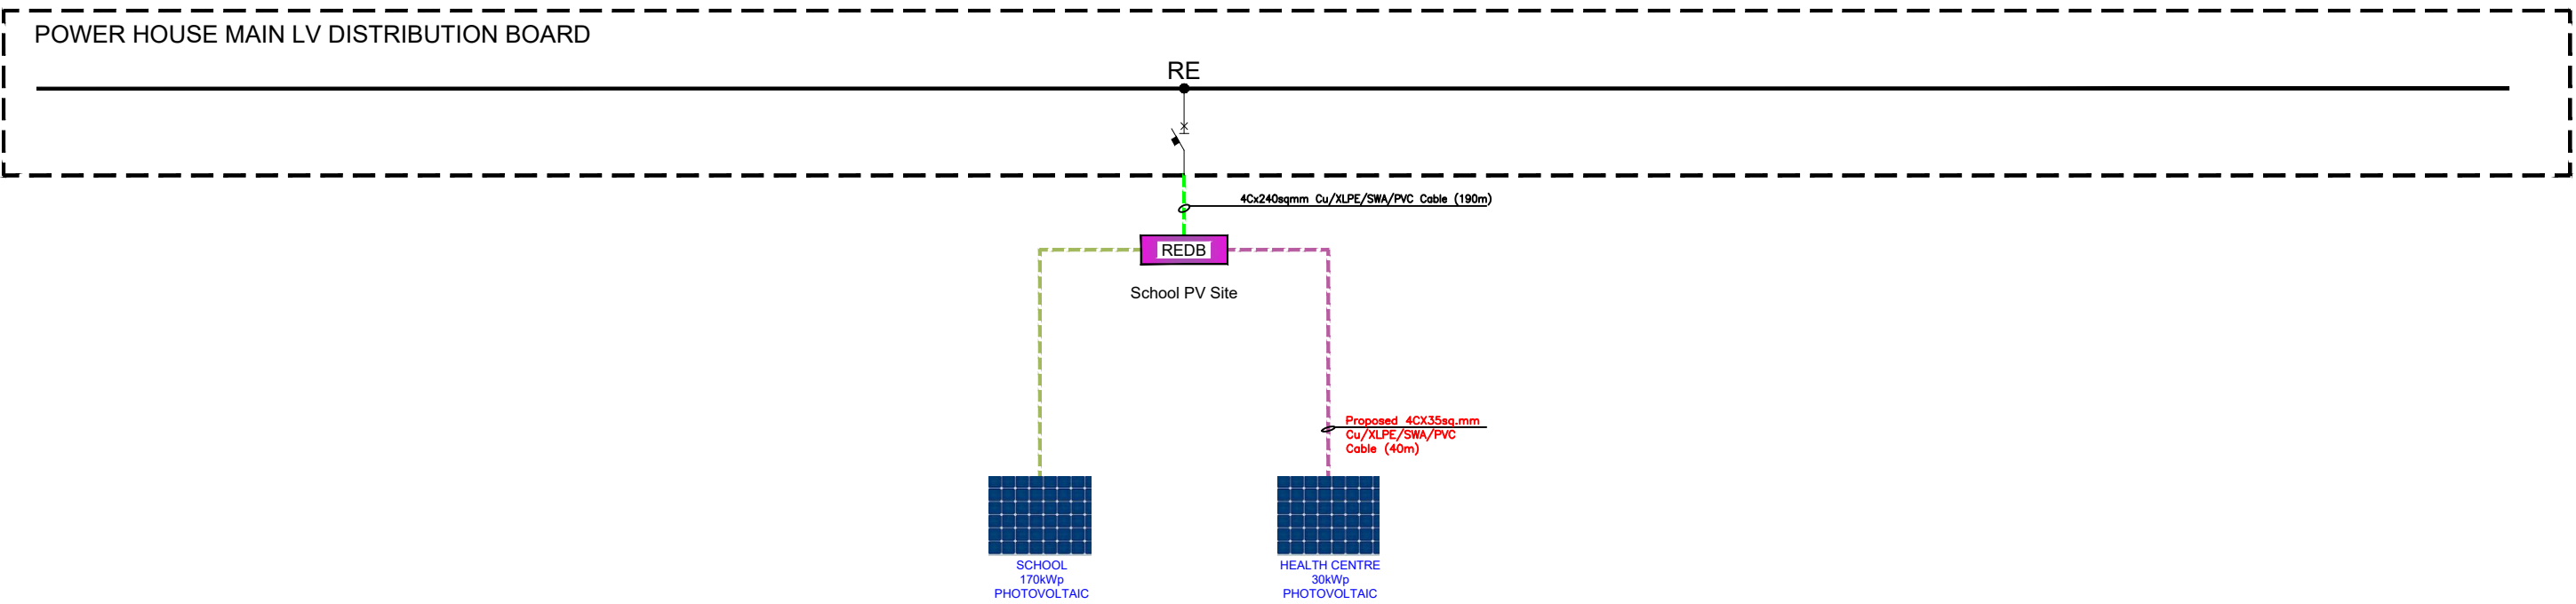 POWER HOUSE MAIN LV DISTRIBUTION BOARD
RE
4Cx240sqmm Cu/XLPE/SWA/PVC Cable (190m)
REDB
School PV Site
Proposed 4CX35sq.mm
Cu/XLPE/SWA/PVC
Cable (40m)
SCHOOL
170kWp
PHOTOVOLTAIC
HEALTH CENTRE
30kWp
PHOTOVOLTAIC